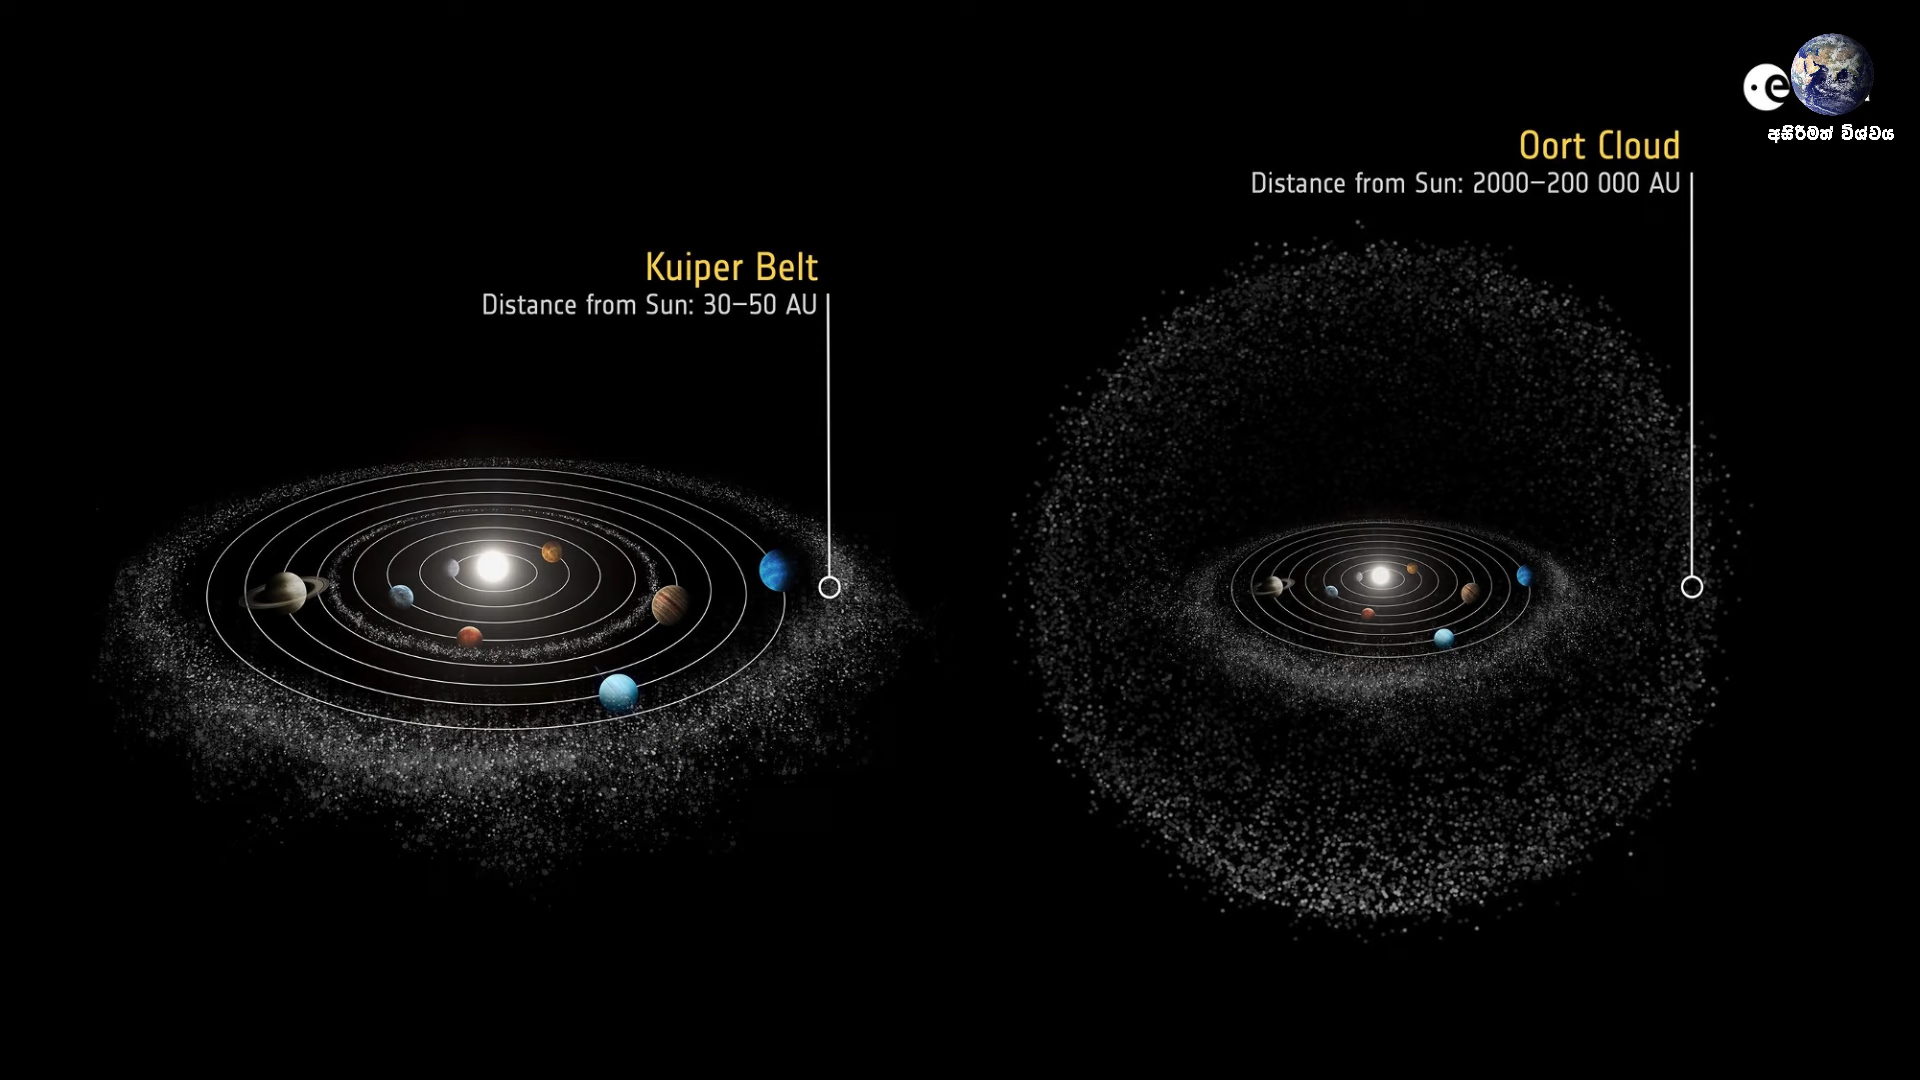 Kuiper Belt
Distance from Sun: 30–50 AU
Oort Cloud
Distance from Sun: 2000–200 000 AU
e
අසිරිමත් විශ්වය